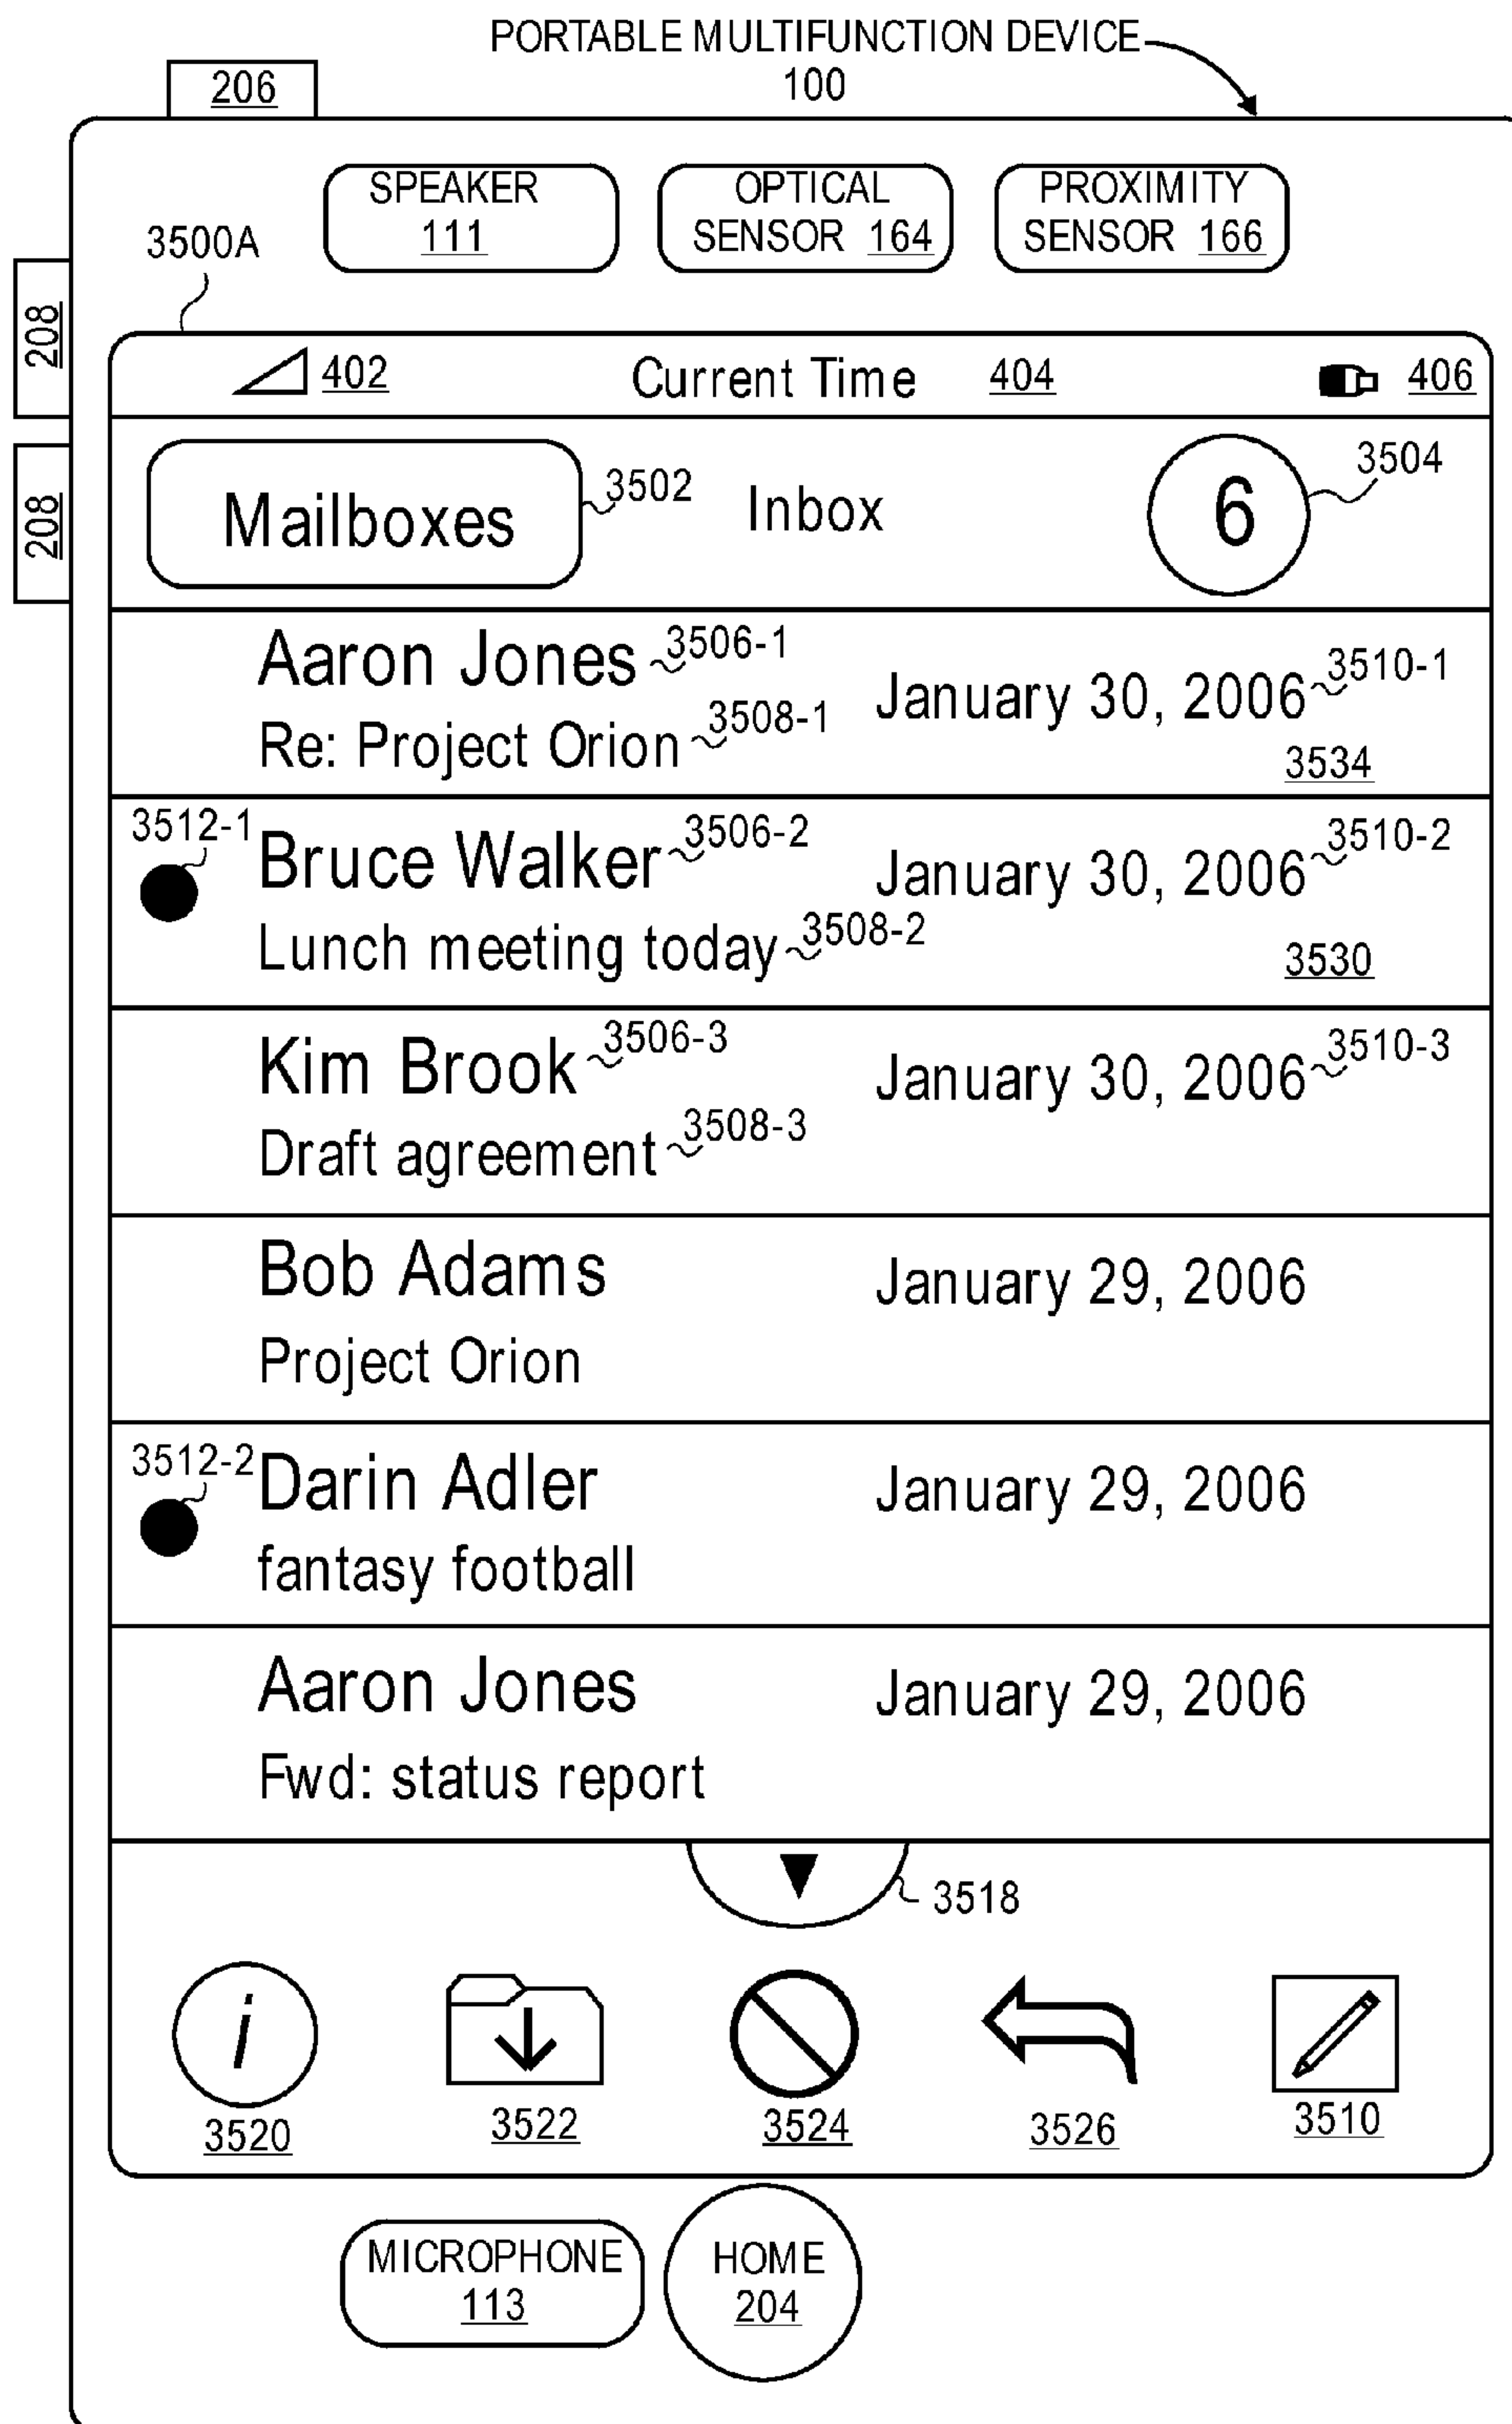 PORTABLE MULTIFUNCTION DEVICE
100
206
SPEAKER
111
OPTICAL
SENSOR 164
PROXIMITY
SENSOR 166
3500A
208
208
402 Current Time 404 406
Mailboxes 3502 Inbox 6 3504
Aaron Jones 3506-1 January 30, 2006 3510-1
Re: Project Orion 3508-1 3534
3512-1 Bruce Walker 3506-2 January 30, 2006 3510-2
Lunch meeting today 3508-2 3530
Kim Brook 3506-3 January 30, 2006 3510-3
Draft agreement 3508-3
Bob Adams January 29, 2006
Project Orion
3512-2 Darin Adler January 29, 2006
fantasy football
Aaron Jones January 29, 2006
Fwd: status report
3518
i
3520 3522 3524 3526 3510
MICROPHONE
113
HOME
204